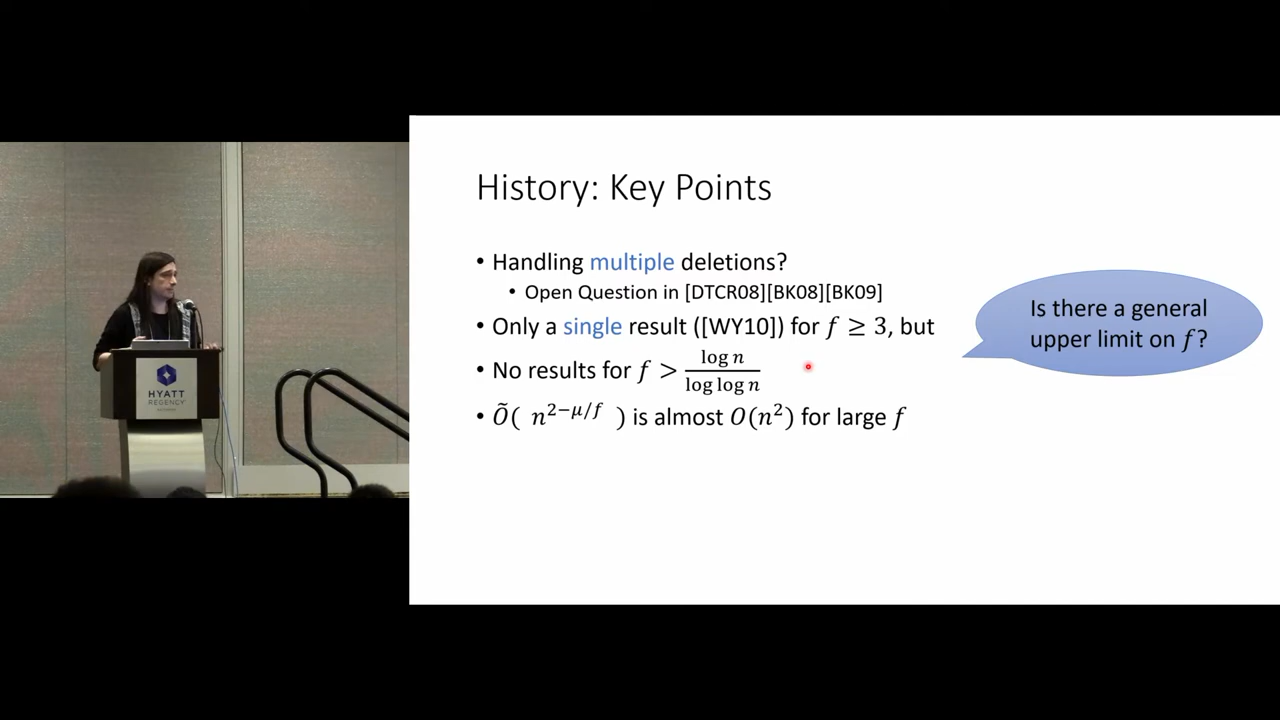 History: Key Points
• Handling multiple deletions?
• Open Question in [DTCR08][BK08][BK09]
• Only a single result ([WY10]) for f ≥ 3, but
• No results for f > log n / log log n
• Õ( n^{2−μ/f} ) is almost O(n²) for large f
Is there a general
upper limit on f?
HYATT
REGENCY